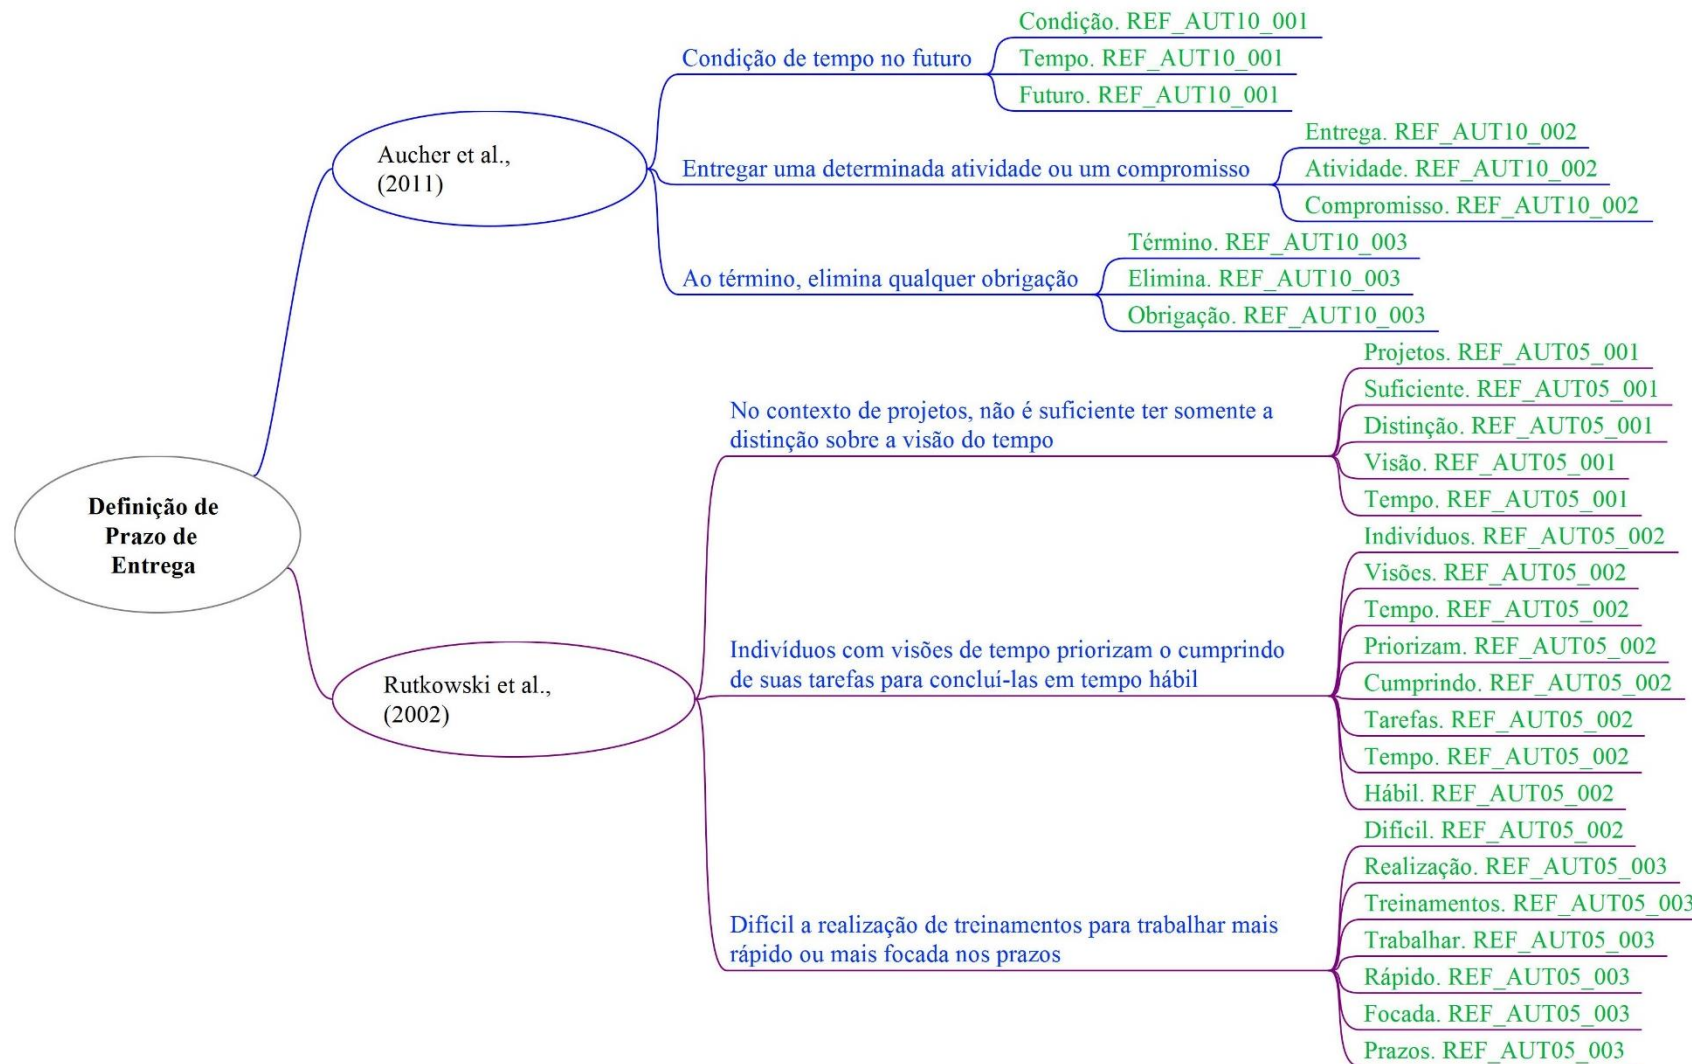 Definição de
Prazo de
Entrega
Aucher et al.,
(2011)
Condição de tempo no futuro
Condição. REF_AUT10_001
Tempo. REF_AUT10_001
Futuro. REF_AUT10_001
Entregar uma determinada atividade ou um compromisso
Entrega. REF_AUT10_002
Atividade. REF_AUT10_002
Compromisso. REF_AUT10_002
Ao término, elimina qualquer obrigação
Término. REF_AUT10_003
Elimina. REF_AUT10_003
Obrigação. REF_AUT10_003
Rutkowski et al.,
(2002)
No contexto de projetos, não é suficiente ter somente a
distinção sobre a visão do tempo
Projetos. REF_AUT05_001
Suficiente. REF_AUT05_001
Distinção. REF_AUT05_001
Visão. REF_AUT05_001
Tempo. REF_AUT05_001
Indivíduos com visões de tempo priorizam o cumprindo
de suas tarefas para concluí-las em tempo hábil
Indivíduos. REF_AUT05_002
Visões. REF_AUT05_002
Tempo. REF_AUT05_002
Priorizam. REF_AUT05_002
Cumprindo. REF_AUT05_002
Tarefas. REF_AUT05_002
Tempo. REF_AUT05_002
Hábil. REF_AUT05_002
Difícil a realização de treinamentos para trabalhar mais
rápido ou mais focada nos prazos
Difícil. REF_AUT05_002
Realização. REF_AUT05_003
Treinamentos. REF_AUT05_003
Trabalhar. REF_AUT05_003
Rápido. REF_AUT05_003
Focada. REF_AUT05_003
Prazos. REF_AUT05_003